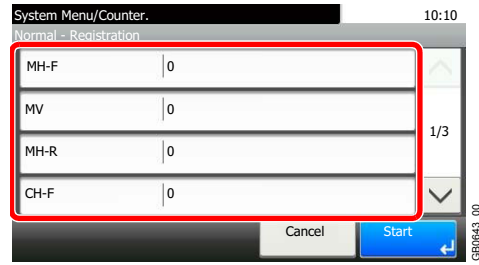 System Menu/Counter. 10:10
Normal - Registration
MH-F 0
MV 0
1/3
MH-R 0
CH-F 0
Cancel Start
GB0643_00